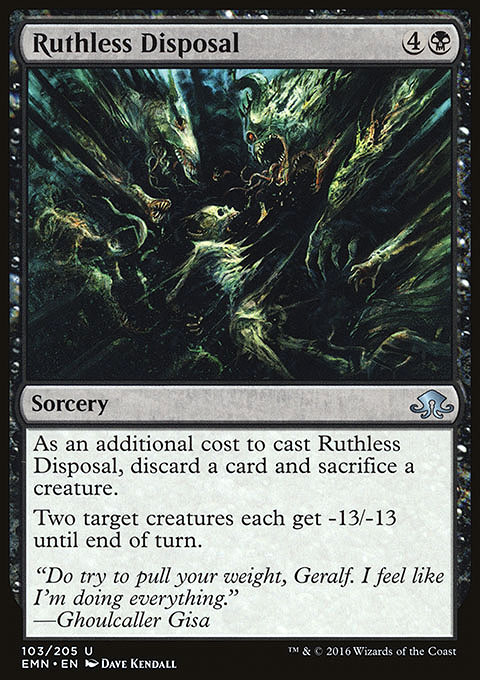 Ruthless Disposal 4
Sorcery
As an additional cost to cast Ruthless
Disposal, discard a card and sacrifice a
creature.
Two target creatures each get -13/-13
until end of turn.
“Do try to pull your weight, Geralf. I feel like
I’m doing everything.”
—Ghoulcaller Gisa
103/205 U
EMN • EN Dave Kendall
™ & © 2016 Wizards of the Coast